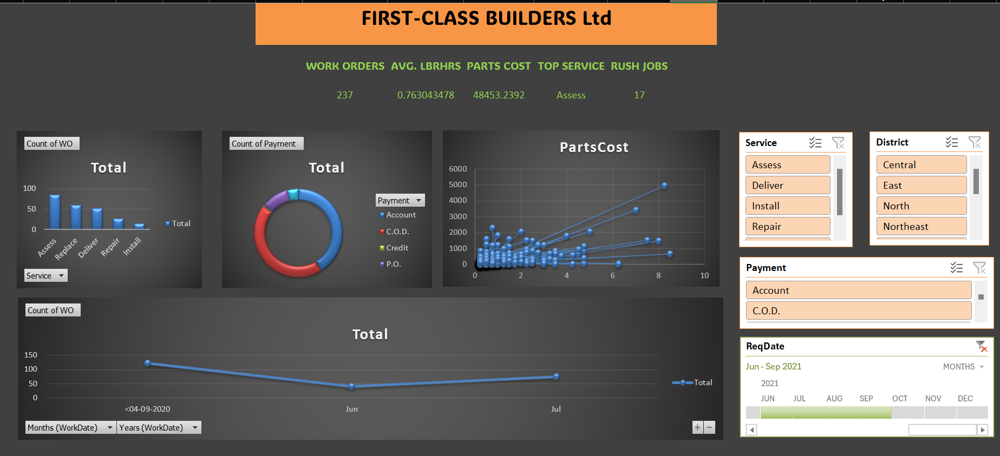 FIRST-CLASS BUILDERS Ltd
WORK ORDERS AVG. LBRHRS PARTS COST TOP SERVICE RUSH JOBS
237 0.763043478 48453.2392 Assess 17
Count of WO
Total
100
50
0
Assess
Replace
Deliver
Repair
Install
Total
Service
Count of Payment
Total
Payment
Account
C.O.D.
Credit
P.O.
PartsCost
6000
5000
4000
3000
2000
1000
0
0 2 4 6 8 10
Service
Assess
Deliver
Install
Repair
District
Central
East
North
Northeast
Payment
Account
C.O.D.
Count of WO
Total
150
100
50
0
<04-09-2020 Jun Jul
Total
Months (WorkDate) Years (WorkDate)
+ −
ReqDate
Jun - Sep 2021 MONTHS
2021
JUN JUL AUG SEP OCT NOV DEC